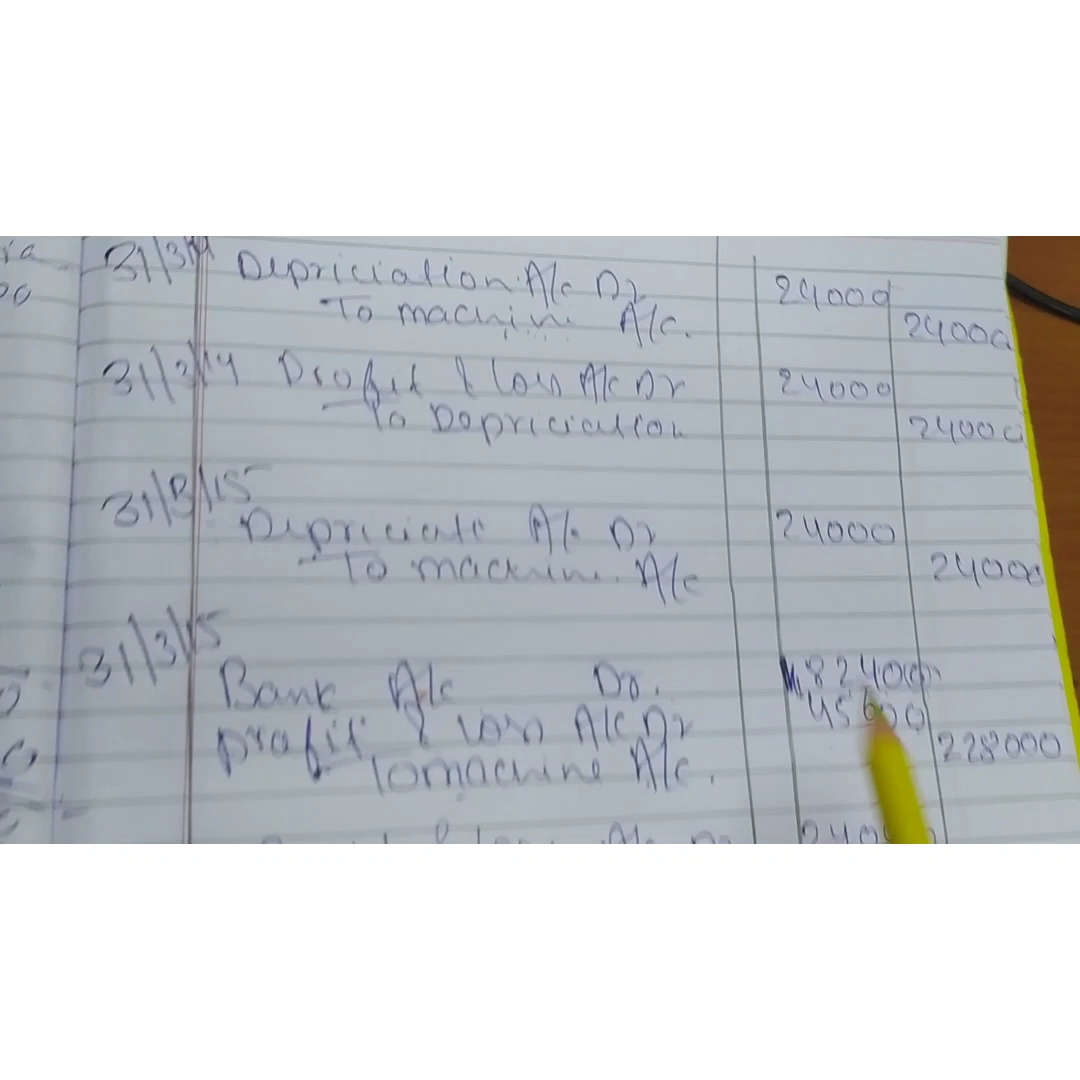 31/3/14 Depriciation A/c Dr 24000
To machine A/c. 24000
31/3/14 Profit & loss A/c Dr 24000
To Depriciation 24000
31/3/15
Depriciate A/c Dr 24000
To machine A/c 24000
31/3/15
Bank A/c Dr. 182400
profit & loss A/c Dr 45600
To machine A/c. 228000
& loss A/c Dr